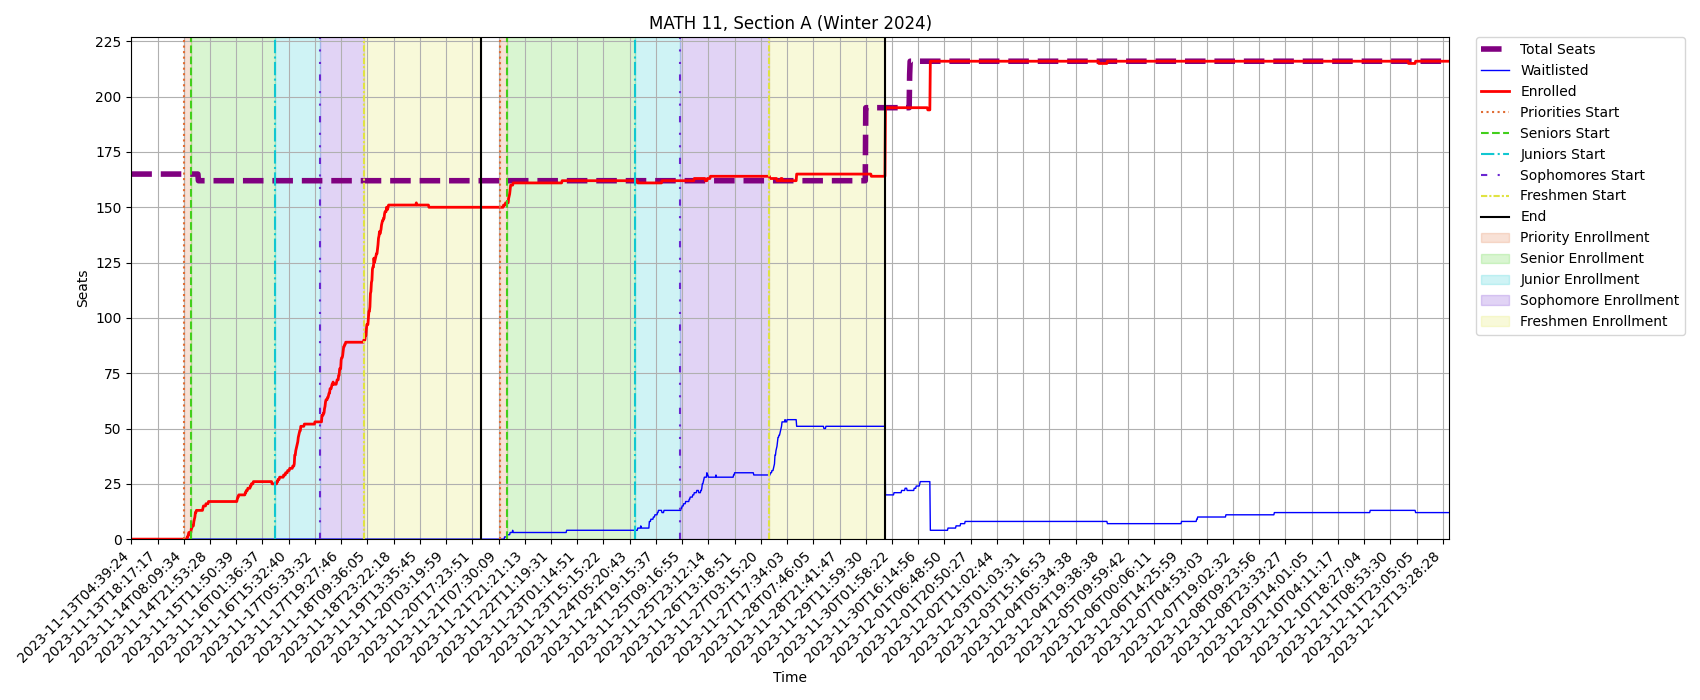 MATH 11, Section A (Winter 2024)
225
200
175
150
125
100
75
50
25
0
Seats
2023-11-13T04:39:24
2023-11-13T18:17:17
2023-11-14T08:09:34
2023-11-14T21:53:28
2023-11-15T11:50:39
2023-11-16T01:36:37
2023-11-16T15:32:40
2023-11-17T05:33:32
2023-11-17T19:27:46
2023-11-18T09:36:05
2023-11-18T23:22:18
2023-11-19T13:35:45
2023-11-20T03:19:59
2023-11-20T17:23:51
2023-11-21T07:30:09
2023-11-21T21:21:13
2023-11-22T11:19:31
2023-11-23T01:14:51
2023-11-23T15:15:22
2023-11-24T05:20:43
2023-11-24T19:15:37
2023-11-25T09:16:55
2023-11-25T23:12:14
2023-11-26T13:18:51
2023-11-27T03:15:20
2023-11-27T17:34:03
2023-11-28T07:46:05
2023-11-28T21:41:47
2023-11-29T11:59:30
2023-11-30T01:58:22
2023-11-30T16:14:56
2023-12-01T06:48:50
2023-12-01T20:50:27
2023-12-02T11:02:44
2023-12-03T01:03:31
2023-12-03T15:16:53
2023-12-04T05:34:38
2023-12-04T19:38:38
2023-12-05T09:59:42
2023-12-06T00:06:11
2023-12-06T14:25:59
2023-12-07T04:53:03
2023-12-07T19:02:32
2023-12-08T09:23:56
2023-12-08T23:33:27
2023-12-09T14:01:05
2023-12-10T04:11:17
2023-12-10T18:27:04
2023-12-11T08:53:30
2023-12-11T23:05:05
2023-12-12T13:28:28
Time
Total Seats
Waitlisted
Enrolled
Priorities Start
Seniors Start
Juniors Start
Sophomores Start
Freshmen Start
End
Priority Enrollment
Senior Enrollment
Junior Enrollment
Sophomore Enrollment
Freshmen Enrollment